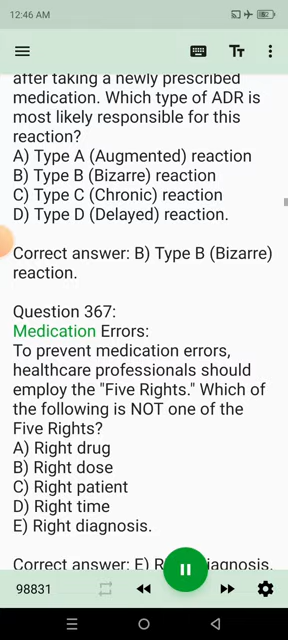 12:46 AM
after taking a newly prescribed
medication. Which type of ADR is
most likely responsible for this
reaction?
A) Type A (Augmented) reaction
B) Type B (Bizarre) reaction
C) Type C (Chronic) reaction
D) Type D (Delayed) reaction.
Correct answer: B) Type B (Bizarre)
reaction.
Question 367:
Medication Errors:
To prevent medication errors,
healthcare professionals should
employ the "Five Rights." Which of
the following is NOT one of the
Five Rights?
A) Right drug
B) Right dose
C) Right patient
D) Right time
E) Right diagnosis.
Correct answer: E) R iagnosis.
98831